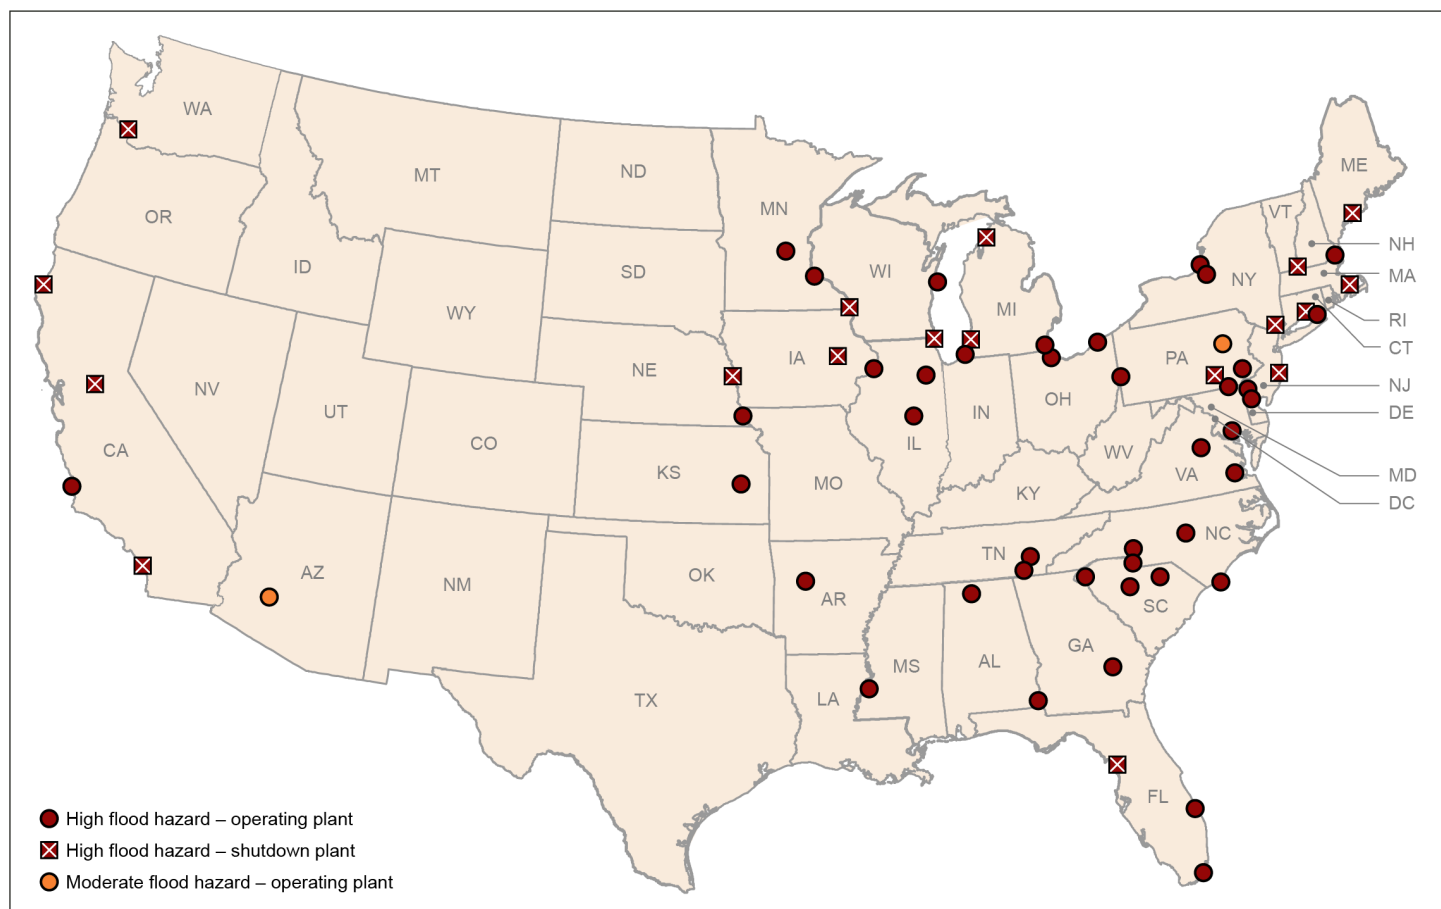 WA
ME
MT
ND
MN
VT
OR
NH
WI
ID
SD
MA
NY
MI
WY
RI
CT
IA
PA
NE
NJ
NV
OH
UT
DE
IN
CO
IL
CA
WV
KS
VA
MD
MO
KY
DC
NC
TN
AZ
OK
NM
AR
SC
GA
MS
AL
TX
LA
FL
High flood hazard – operating plant
High flood hazard – shutdown plant
Moderate flood hazard – operating plant